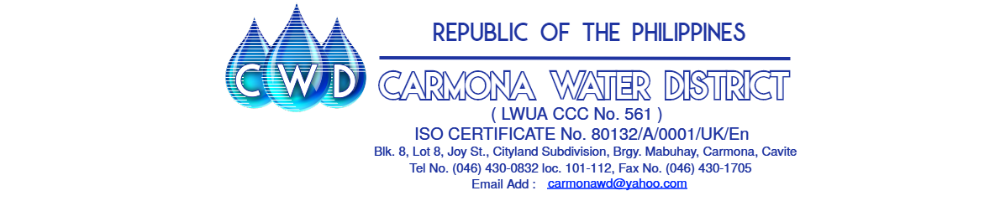 CWD
REPUBLIC OF THE PHILIPPINES
CARMONA WATER DISTRICT
( LWUA CCC No. 561 )
ISO CERTIFICATE No. 80132/A/0001/UK/En
Blk. 8, Lot 8, Joy St., Cityland Subdivision, Brgy. Mabuhay, Carmona, Cavite
Tel No. (046) 430-0832 loc. 101-112, Fax No. (046) 430-1705
Email Add : carmonawd@yahoo.com